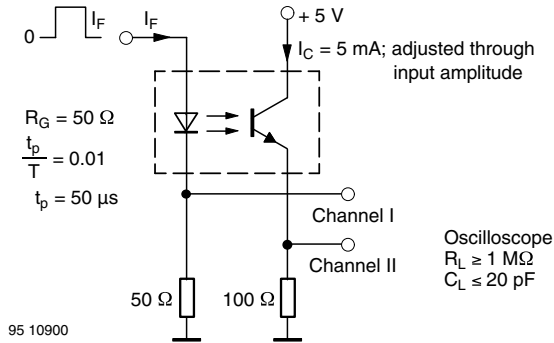 0
I_F
I_F
+ 5 V
I_C = 5 mA; adjusted through
input amplitude
R_G = 50 Ω
t_p
T
= 0.01
t_p = 50 μs
Channel I
Channel II
50 Ω
100 Ω
Oscilloscope
R_L ≥ 1 MΩ
C_L ≤ 20 pF
95 10900